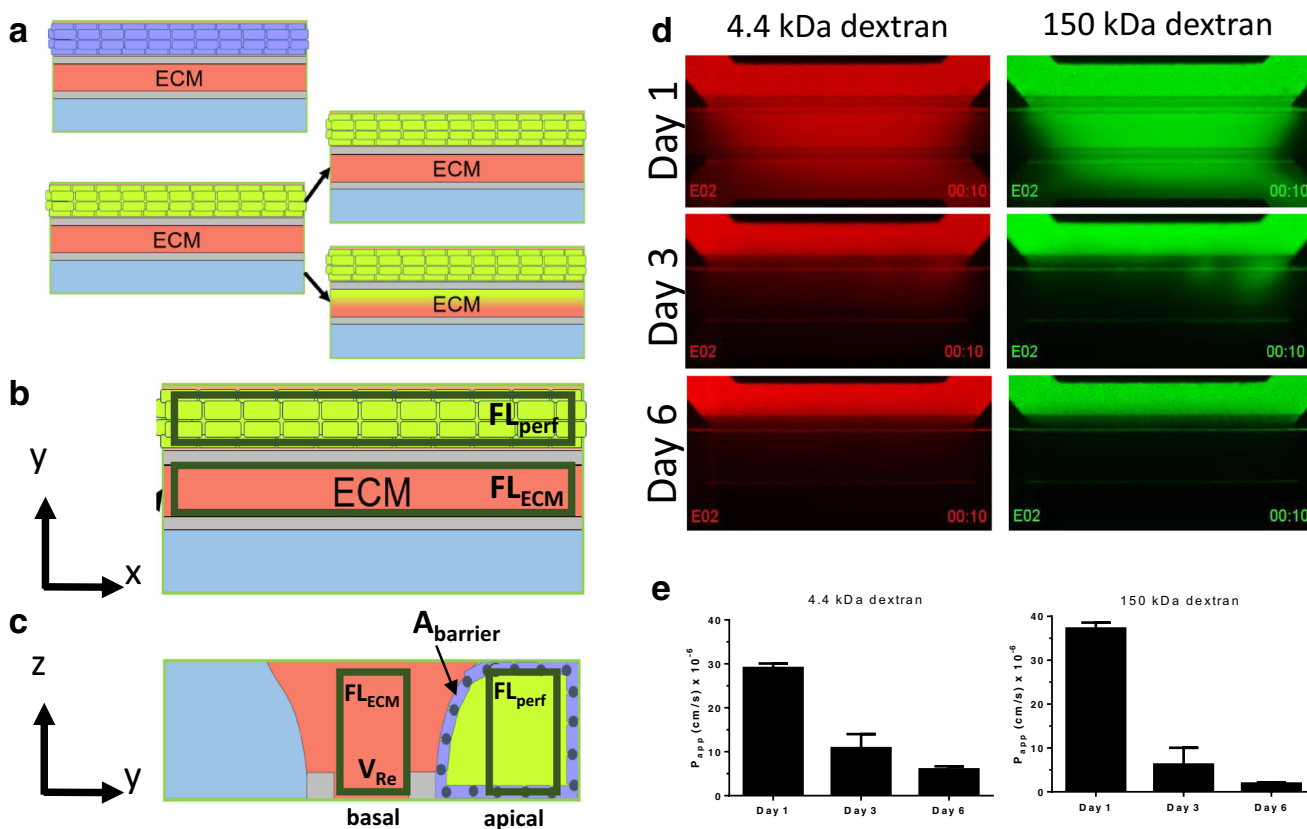 a
ECM
ECM
ECM
ECM
b
y
x
FLperf
ECM
FLECM
c
z
y
Abarrier
FLECM
FLperf
VRe
basal
apical
d
4.4 kDa dextran
150 kDa dextran
Day 1
E02
00:10
E02
00:10
Day 3
E02
00:10
E02
00:10
Day 6
E02
00:10
E02
00:10
e
4.4 kDa dextran
Papp (cm/s) x 10-6
40
30
20
10
0
Day 1
Day 3
Day 6
150 kDa dextran
Papp (cm/s) x 10-6
40
30
20
10
0
Day 1
Day 3
Day 6